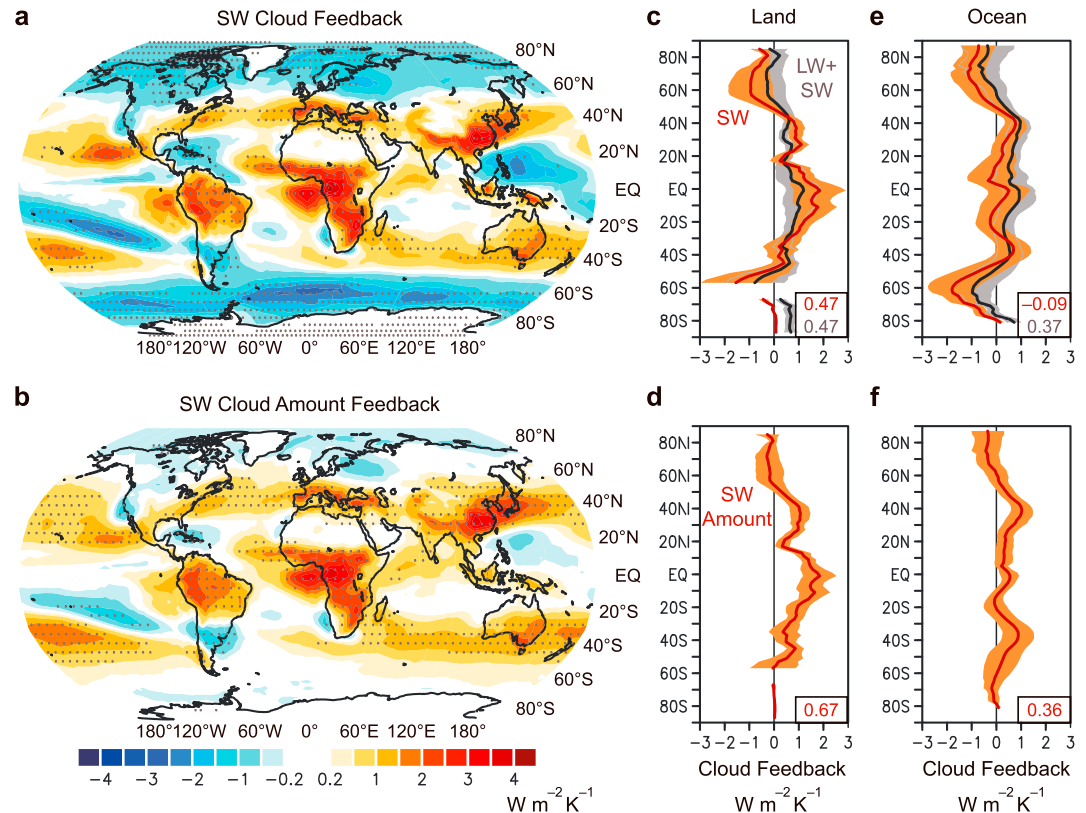 a
SW Cloud Feedback
80°N
60°N
40°N
20°N
EQ
20°S
40°S
60°S
80°S
180° 120°W 60°W 0° 60°E 120°E 180°
b
SW Cloud Amount Feedback
80°N
60°N
40°N
20°N
EQ
20°S
40°S
60°S
80°S
180° 120°W 60°W 0° 60°E 120°E 180°
−4 −3 −2 −1 −0.2 0.2 1 2 3 4
W m−2 K−1
c
Land
80N
60N
40N
20N
EQ
20S
40S
60S
80S
LW+
SW
SW
0.47
0.47
−3 −2 −1 0 1 2 3
e
Ocean
80N
60N
40N
20N
EQ
20S
40S
60S
80S
−0.09
0.37
−3 −2 −1 0 1 2 3
d
80N
60N
40N
20N
EQ
20S
40S
60S
80S
SW
Amount
0.67
−3 −2 −1 0 1 2 3
Cloud Feedback
W m−2 K−1
f
80N
60N
40N
20N
EQ
20S
40S
60S
80S
0.36
−3 −2 −1 0 1 2 3
Cloud Feedback
W m−2 K−1